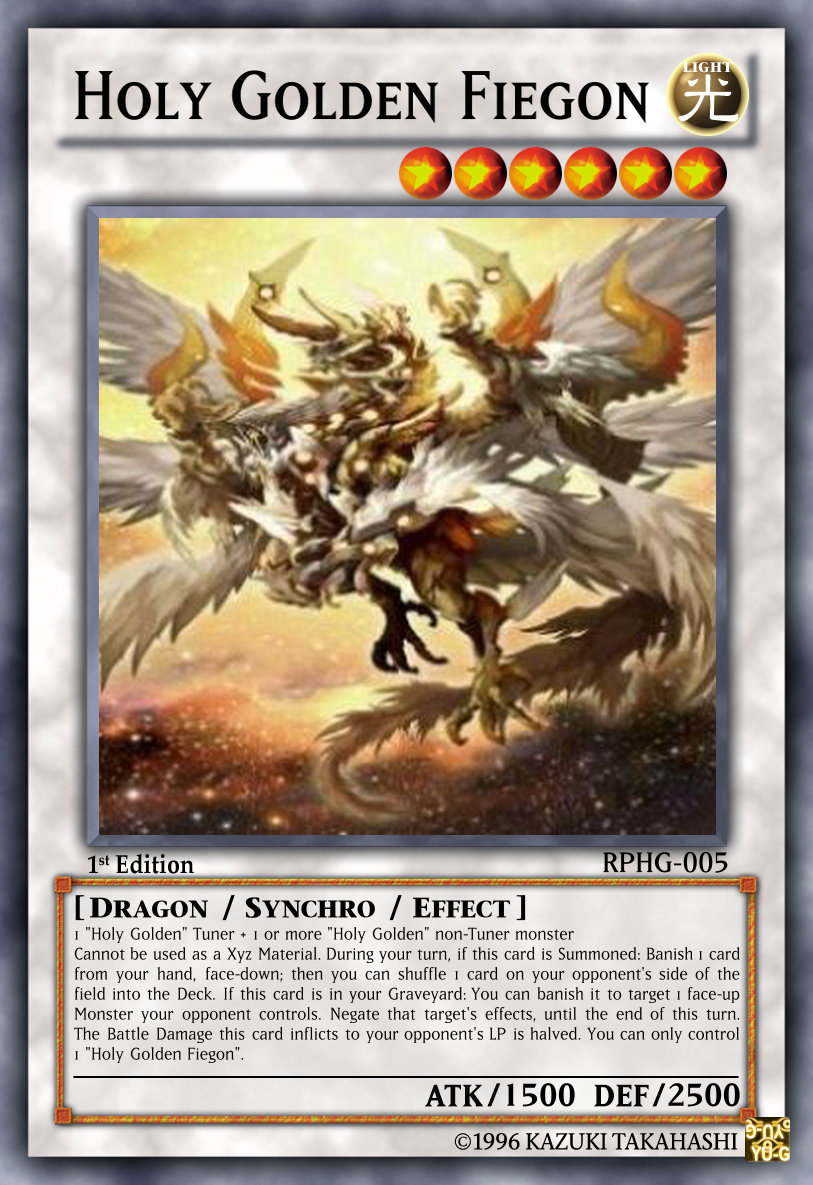 Holy Golden Fiegon
LIGHT
光
1st Edition
RPHG-005
[ Dragon / Synchro / Effect ]
1 "Holy Golden" Tuner + 1 or more "Holy Golden" non-Tuner monster
Cannot be used as a Xyz Material. During your turn, if this card is Summoned: Banish 1 card
from your hand, face-down; then you can shuffle 1 card on your opponent's side of the
field into the Deck. If this card is in your Graveyard: You can banish it to target 1 face-up
Monster your opponent controls. Negate that target's effects, until the end of this turn.
The Battle Damage this card inflicts to your opponent's LP is halved. You can only control
1 "Holy Golden Fiegon".
ATK/1500 DEF/2500
©1996 KAZUKI TAKAHASHI